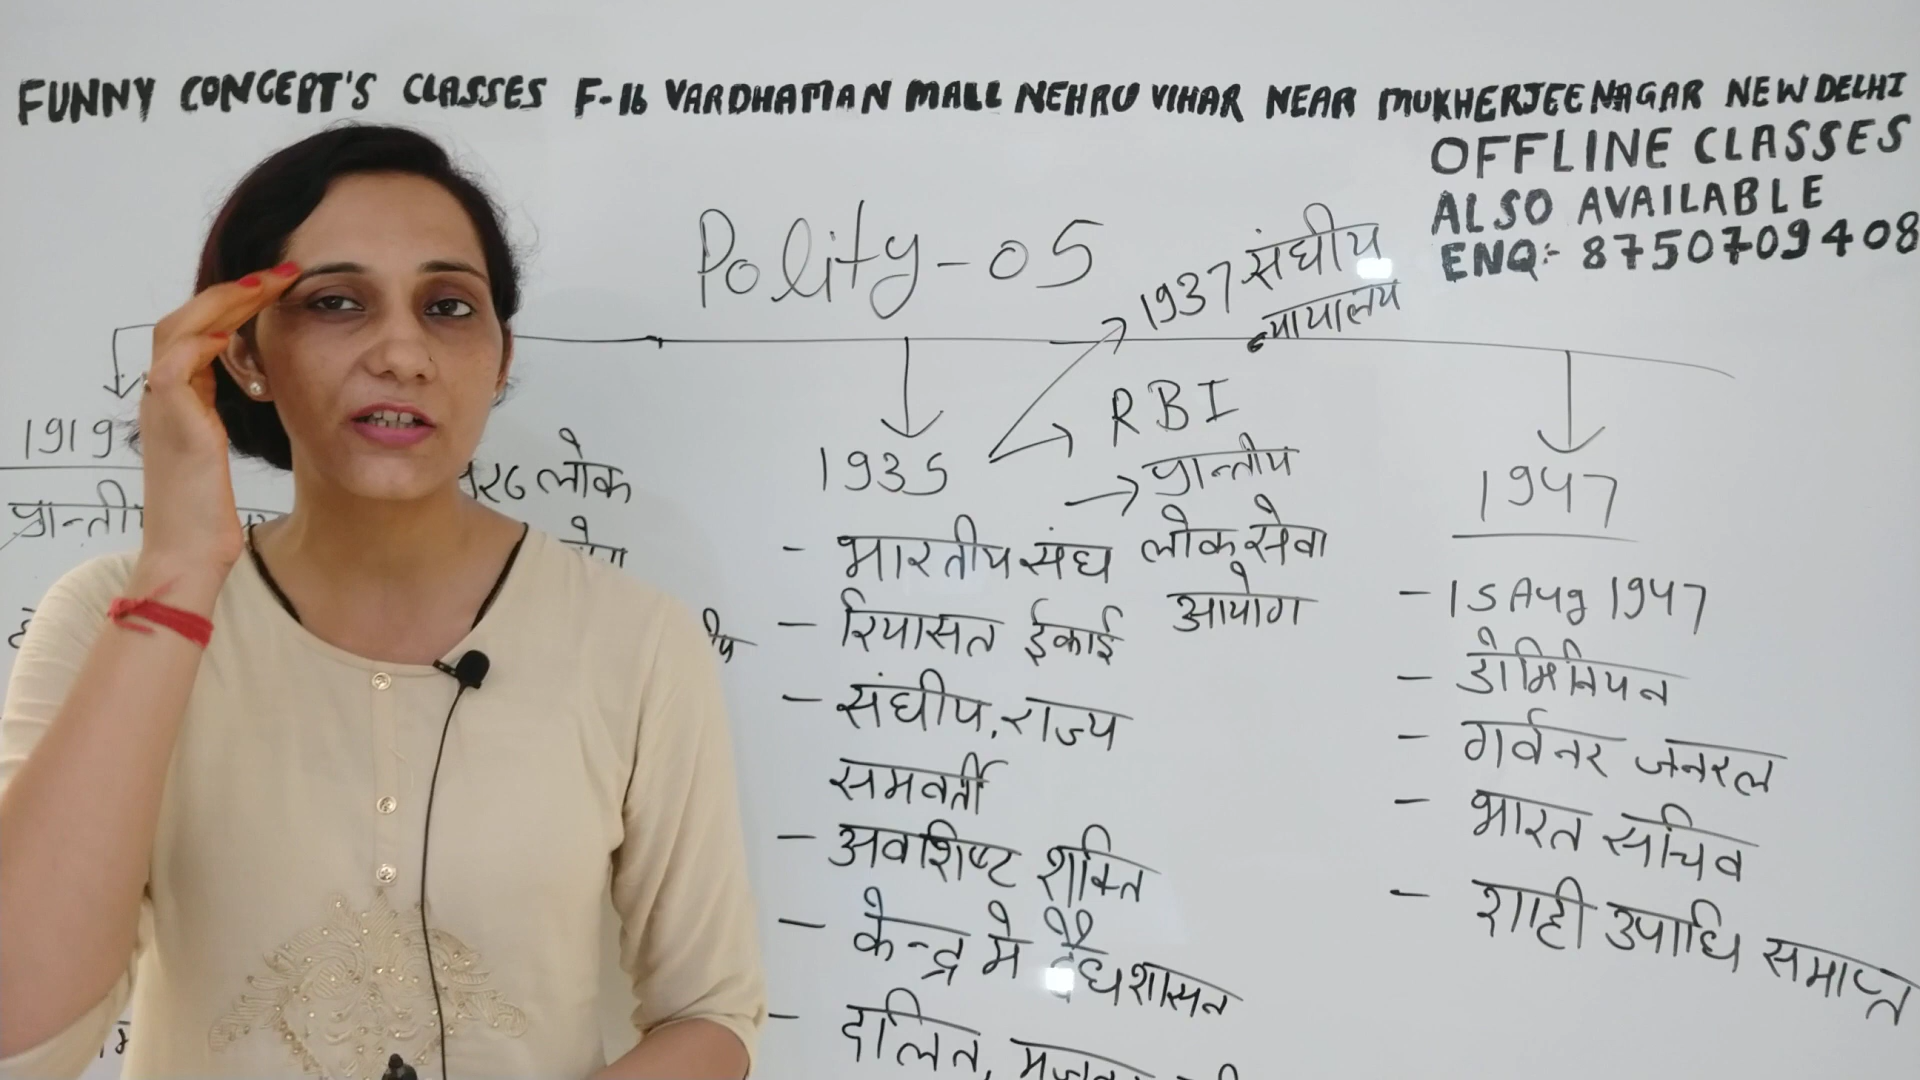 FUNNY CONCEPT'S CLASSES F-16 VARDHAMAN MALL NEHRU VIHAR NEAR MUKHERJEE NAGAR NEW DELHI
OFFLINE CLASSES
ALSO AVAILABLE
ENQ:- 8750709408
Polity-05
1919
लोक
1935
→ 1937 संघीय
न्यायालय
→ RBI
→ प्रान्तीय
लोक सेवा
आयोग
- भारतीय संघ
- रियासत ईकाई
- संघीय, राज्य
समवर्ती
- अवशिष्ट शक्ति
- केन्द्र मे द्वैधशासन
- दलित,
1947
- 15 Aug 1947
- डोमिनियन
- गर्वनर जनरल
- भारत सचिव
- शाही उपाधि समाप्त